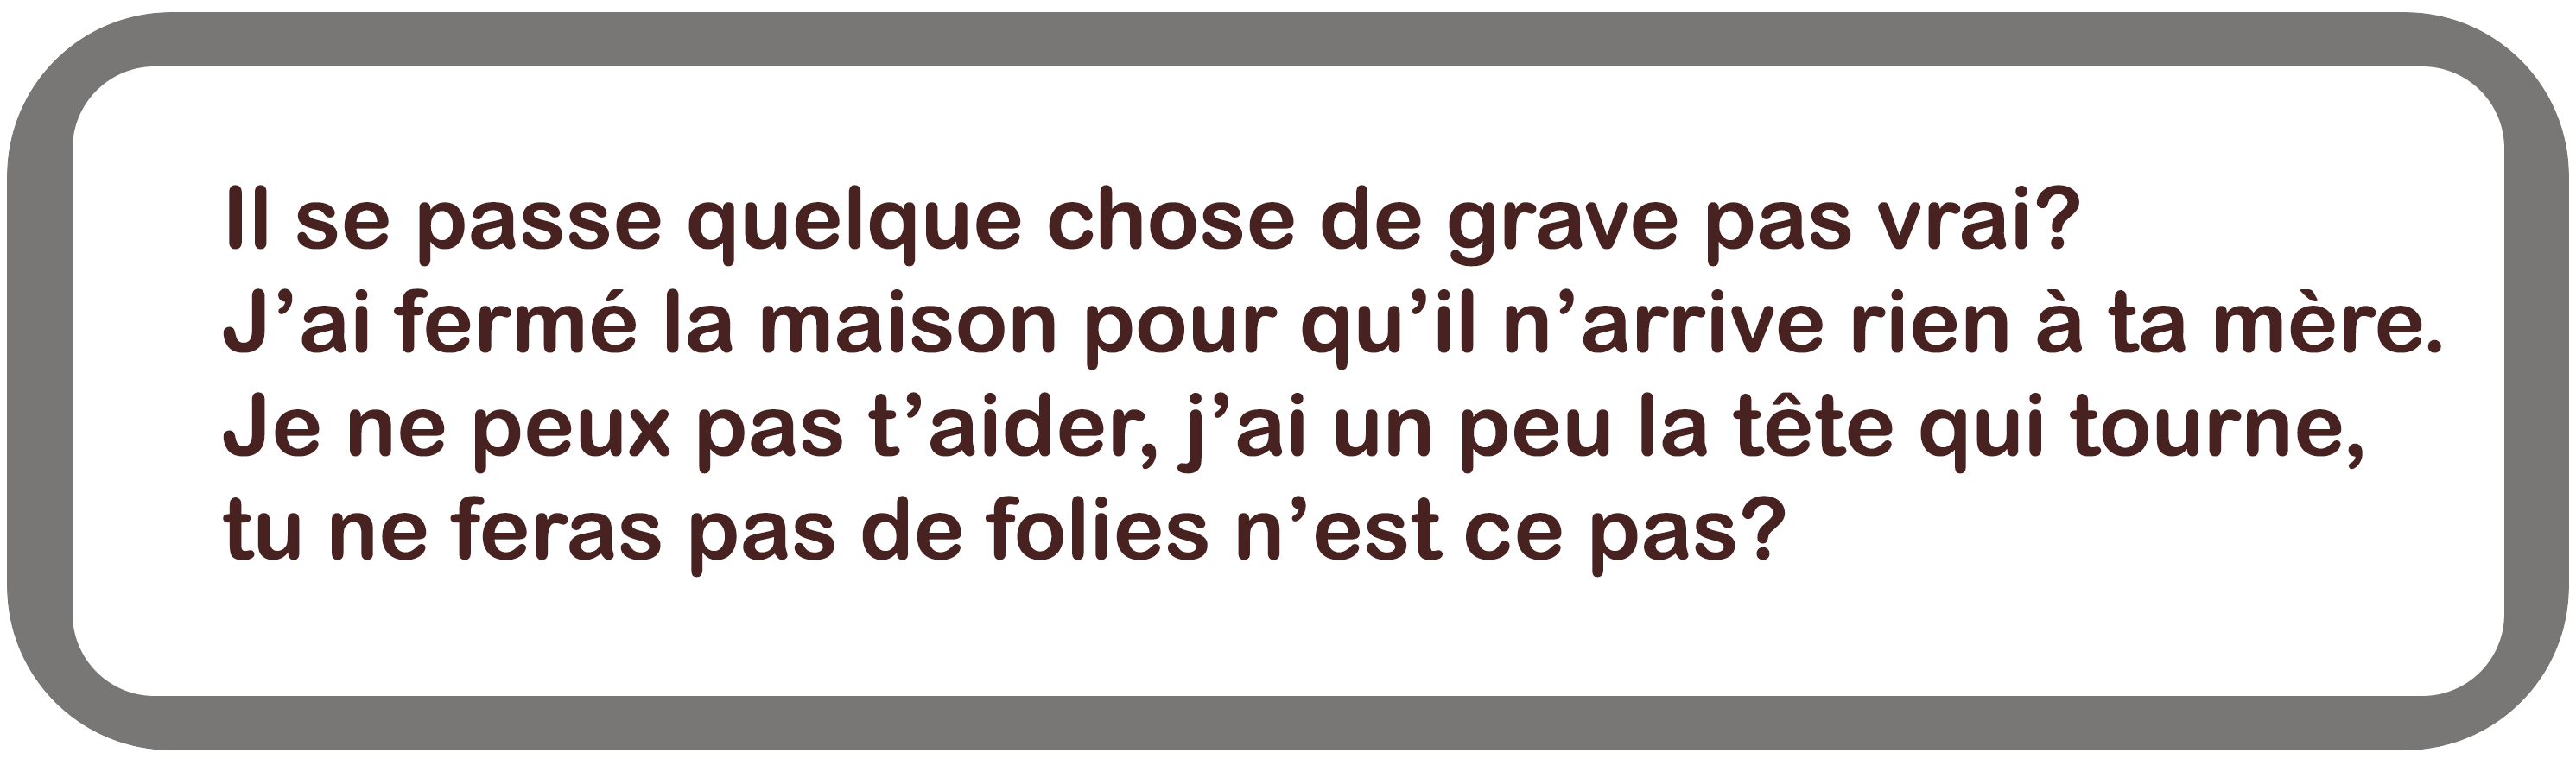 Il se passe quelque chose de grave pas vrai?
J’ai fermé la maison pour qu’il n’arrive rien à ta mère.
Je ne peux pas t’aider, j’ai un peu la tête qui tourne,
tu ne feras pas de folies n’est ce pas?